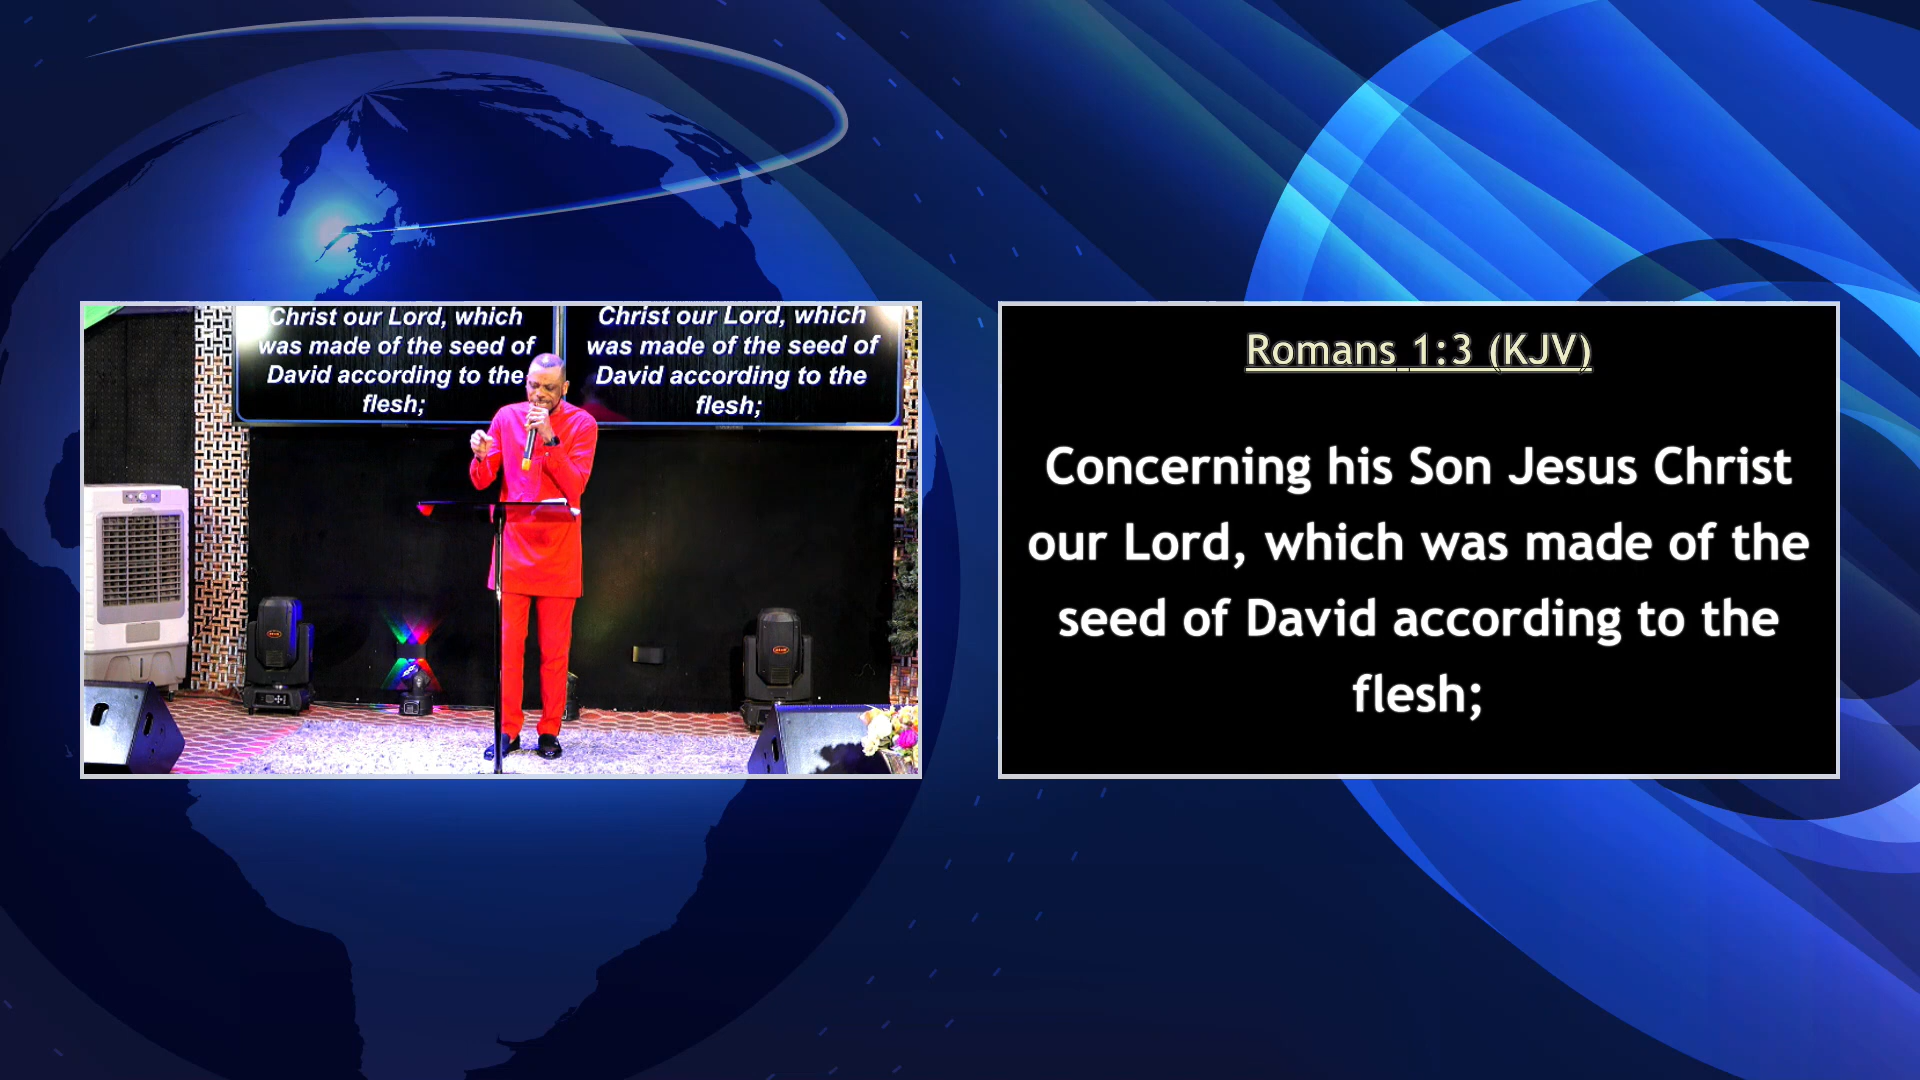 Christ our Lord, which
was made of the seed of
David according to the
flesh;
Christ our Lord, which
was made of the seed of
David according to the
flesh;
Romans 1:3 (KJV)
Concerning his Son Jesus Christ
our Lord, which was made of the
seed of David according to the
flesh;